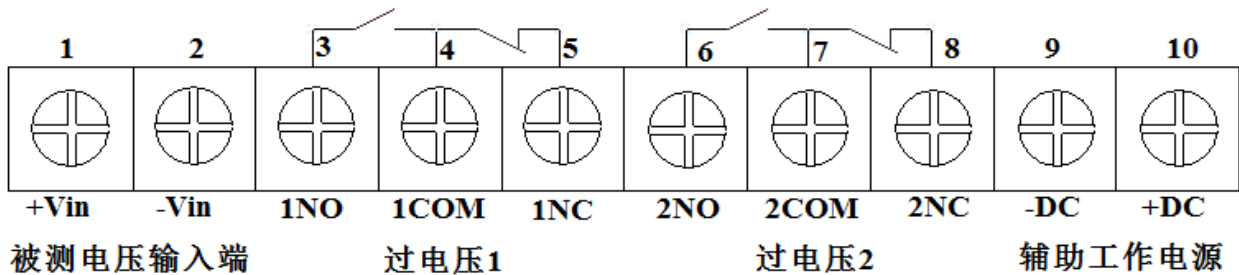 1 2 3 4 5 6 7 8 9 10
+Vin -Vin 1NO 1COM 1NC 2NO 2COM 2NC -DC +DC
被测电压输入端 过电压1 过电压2 辅助工作电源